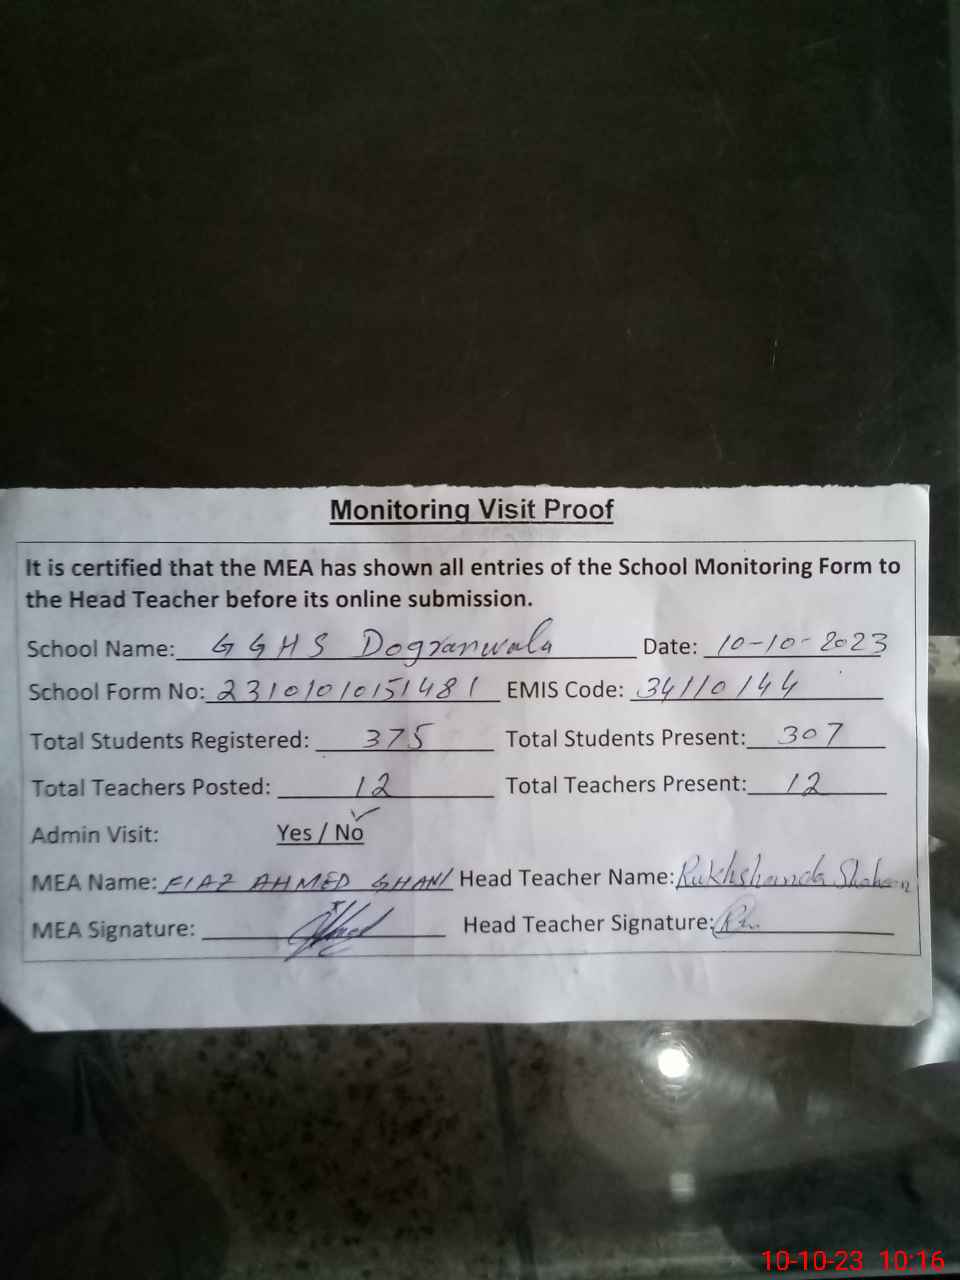 Monitoring Visit Proof
It is certified that the MEA has shown all entries of the School Monitoring Form to
the Head Teacher before its online submission.
School Name: GGHS Dogranwala Date: 10-10-2023
School Form No: 2310101051481 EMIS Code: 34110144
Total Students Registered: 375 Total Students Present: 307
Total Teachers Posted: 12 Total Teachers Present: 12
Admin Visit: Yes / No
MEA Name: FIAZ AHMED GHANI Head Teacher Name: Rukhshanda Shaheen
MEA Signature: Head Teacher Signature:
10-10-23 10:16